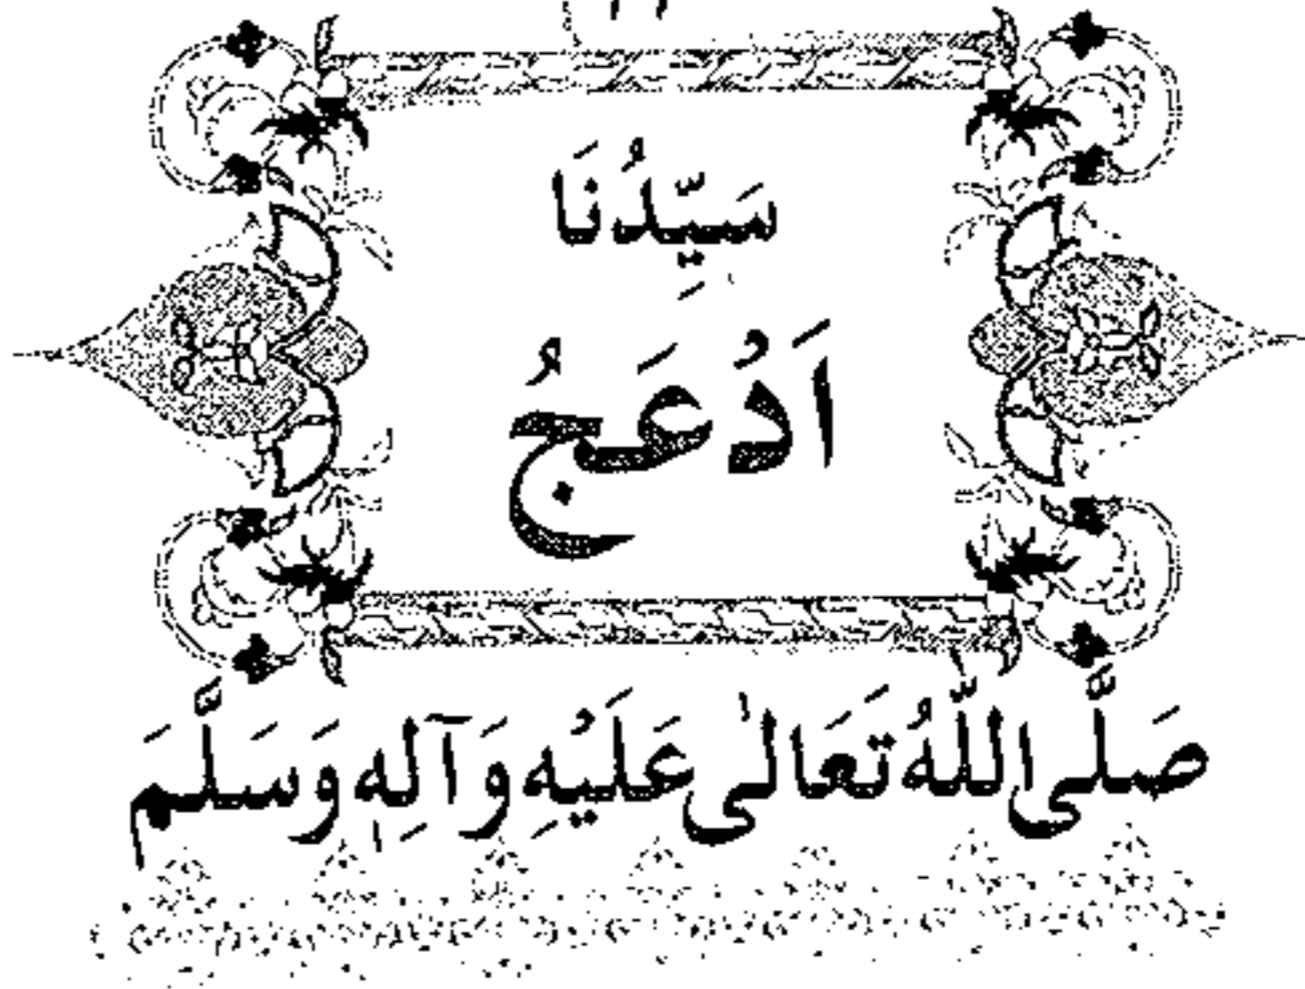 سَيِّدُنَا
اَدْعَجُ
صَلَّى اللّٰهُ تَعَالٰى عَلَيْهِ وَآلِهٖ وَسَلَّمَ